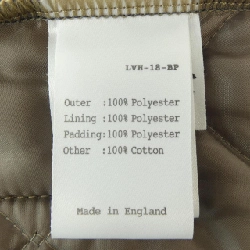 LVH-18-BP
Outer :100% Polyester
Lining :100% Polyester
Padding:100% Polyester
Other :100% Cotton
Made in England